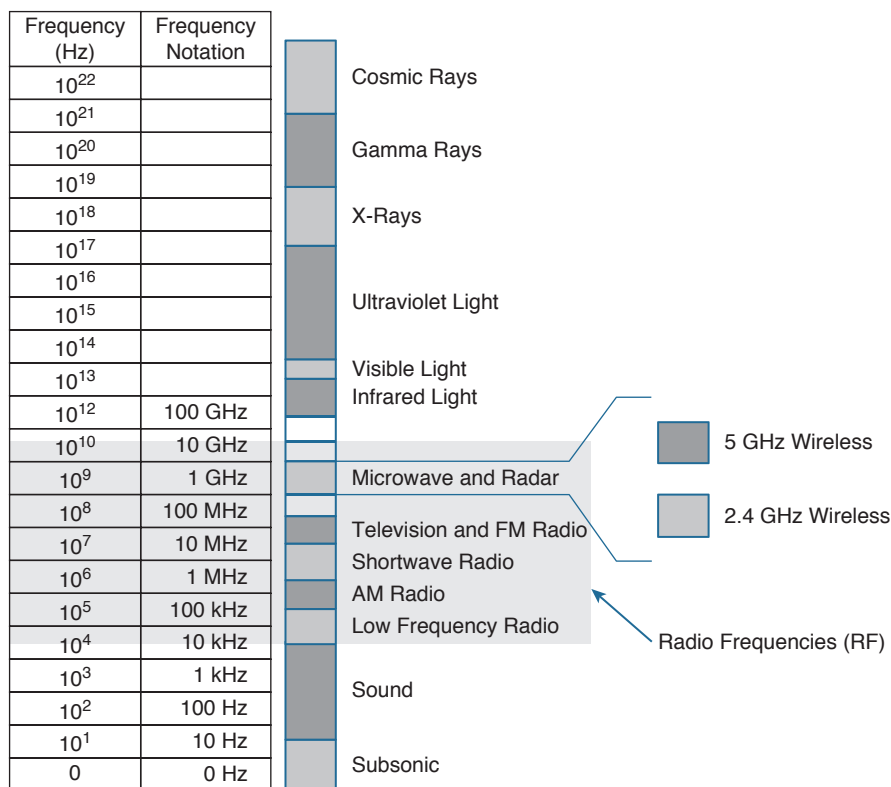 Frequency (Hz) Frequency Notation
10²²
10²¹
10²⁰
10¹⁹
10¹⁸
10¹⁷
10¹⁶
10¹⁵
10¹⁴
10¹³
10¹² 100 GHz
10¹⁰ 10 GHz
10⁹ 1 GHz
10⁸ 100 MHz
10⁷ 10 MHz
10⁶ 1 MHz
10⁵ 100 kHz
10⁴ 10 kHz
10³ 1 kHz
10² 100 Hz
10¹ 10 Hz
0 0 Hz
Cosmic Rays
Gamma Rays
X-Rays
Ultraviolet Light
Visible Light
Infrared Light
Microwave and Radar
Television and FM Radio
Shortwave Radio
AM Radio
Low Frequency Radio
Sound
Subsonic
5 GHz Wireless
2.4 GHz Wireless
Radio Frequencies (RF)